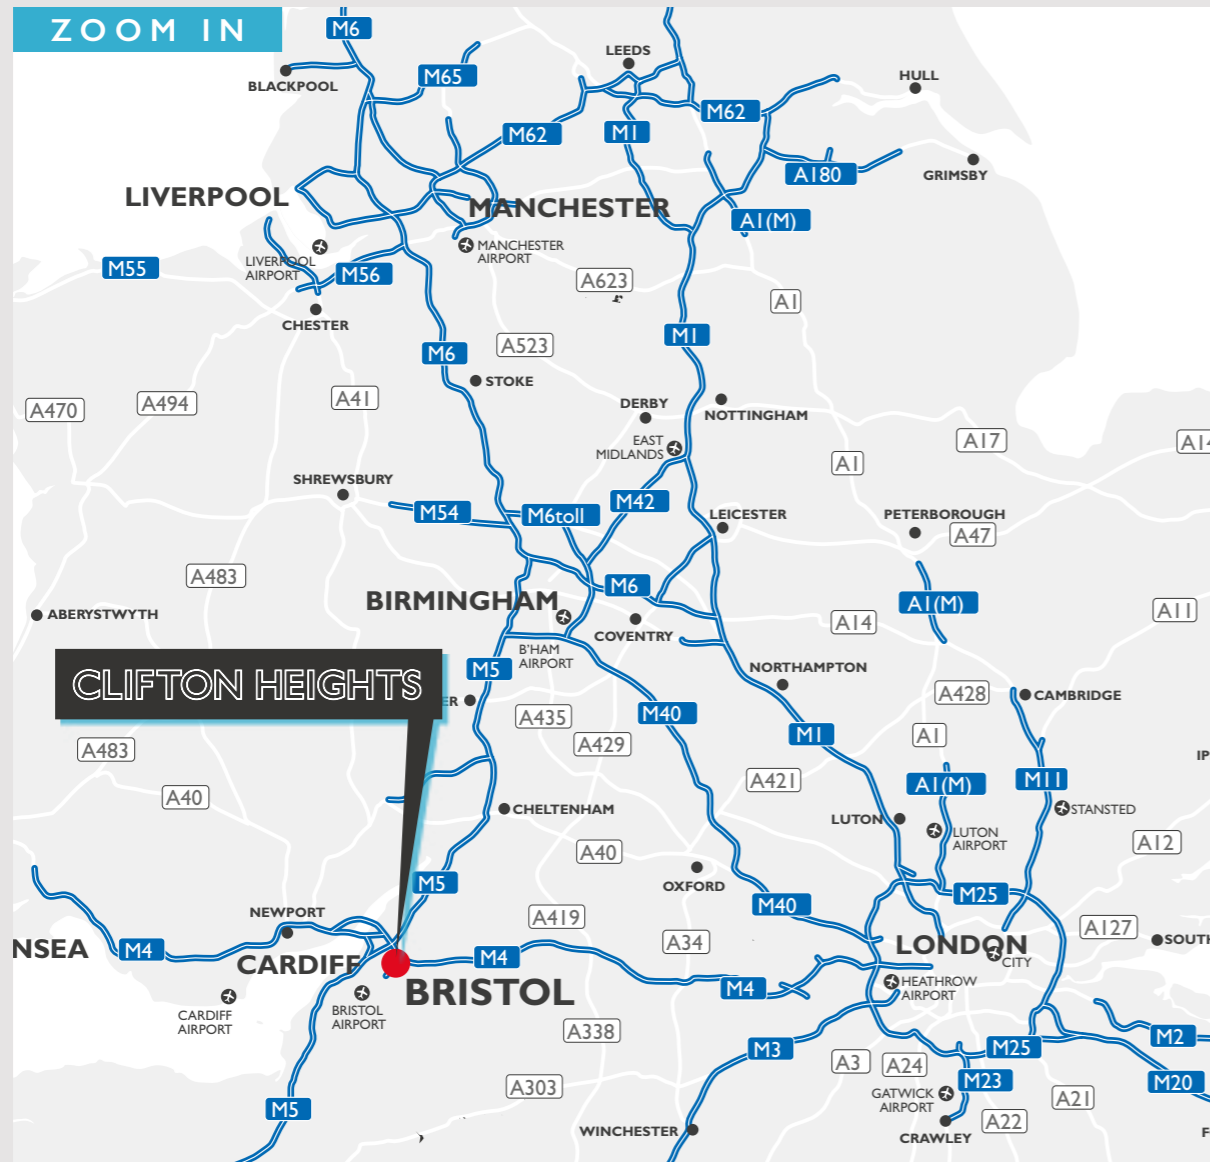 ZOOM IN
M6
LEEDS
BLACKPOOL
M65
HULL
M62
M62
M1
A180
GRIMSBY
LIVERPOOL
MANCHESTER
A1(M)
MANCHESTER
AIRPORT
LIVERPOOL
AIRPORT
M55
M56
A623
A1
CHESTER
M1
A523
M6
STOKE
A470
A494
A41
DERBY
NOTTINGHAM
EAST
MIDLANDS
A17
A14
A1
SHREWSBURY
M54
M6toll
M42
LEICESTER
PETERBOROUGH
A47
A483
M6
BIRMINGHAM
A1(M)
A11
ABERYSTWYTH
COVENTRY
A14
B'HAM
AIRPORT
M5
NORTHAMPTON
CLIFTON HEIGHTS
ER
A428
CAMBRIDGE
A435
M40
A429
M1
A1
A483
IP
A421
A1(M)
M11
A40
CHELTENHAM
STANSTED
LUTON
LUTON
AIRPORT
A12
A40
M5
OXFORD
M25
M40
NEWPORT
A419
A127
A34
NSEA
M4
CARDIFF
M4
LONDON
CITY
SOUTH
BRISTOL
M4
HEATHROW
AIRPORT
CARDIFF
AIRPORT
BRISTOL
AIRPORT
A338
M2
M3
M25
A3
A24
M23
M20
A303
GATWICK
AIRPORT
A21
M5
A22
WINCHESTER
CRAWLEY
F